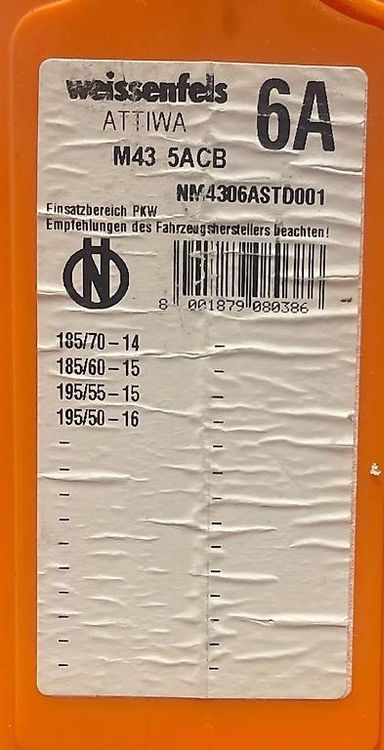 weissenfels
6A
ATTIWA
M43 5ACB
NM4306ASTD001
Einsatzbereich PKW
Empfehlungen des Fahrzeugsherstellers beachten!
N
8 001879 080386
185/70-14 -
185/60-15 -
195/55-15 -
195/50-16 -
- -
- -
- -
- -
- -
- -
- -
- -
- -
- -